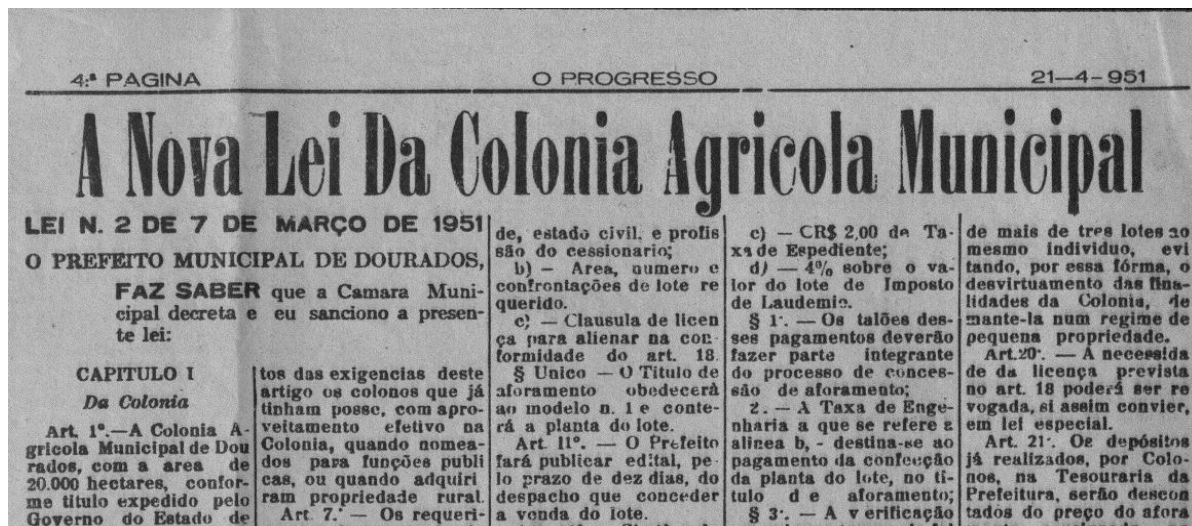 4.ª PAGINA
O PROGRESSO
21—4—951
A Nova Lei Da Colonia Agricola Municipal
LEI N. 2 DE 7 DE MARÇO DE 1951
O PREFEITO MUNICIPAL DE DOURADOS,
FAZ SABER que a Camara Muni-
cipal decreta e eu sanciono a presen-
te lei:
CAPITULO I
Da Colonia
Art. 1º.—A Colonia A-
gricola Municipal de Dou
rados, com a area de
20.000 hectares, confor-
me titulo expedido pelo
Governo do Estado de
tos das exigencias deste
artigo os colonos que já
tinham posse, com apro-
veitamento efetivo na
Colonia, quando nomea-
dos para funções publi
cas, ou quando adquiri
ram propriedade rural.
Art. 7.º — Os requeri-
de, estado civil, e profis
são do cessionario;
b) — Area, numero e
confrontações de lote re
querido.
c) — Clausula de licen
ça para alienar na con-
formidade do art. 18.
§ Unico — O Titulo de
aforamento obedecerá
ao modelo n. 1 e conte-
rá a planta do lote.
Art. 11º. — O Prefeito
fará publicar edital, pe
lo prazo de dez dias, do
despacho que conceder
a vonda do lote.
c) — CR$ 2,00 de Ta-
xa de Espediente;
d) — 4% sobre o va-
lor do lote de Imposto
de Laudemio.
§ 1º. — Os talões des-
ses pagamentos deverão
fazer parte integrante
do processo de conces-
são de aforamento;
2. — A Taxa de Enge-
nharia a que se refere a
alinea b, - destina-se ao
pagamento da confecção
da planta do lote, no ti-
tulo d e aforamento;
§ 3º. — A v erificação
de mais de tres lotes ao
mesmo individuo, evi
tando, por essa fórma, o
desvirtuamento das fina-
lidades da Colonia, de
mante-la num regime de
pequena propriedade.
Art.20º. — A necessida
de da licença prevista
no art. 18 poderá ser re
vogada, si assim convier,
em lei especial.
Art. 21º. Os depósitos
já realizados, por Colo-
nos, na Tesouraria da
Prefeitura, serão descon
tados do preço do afora